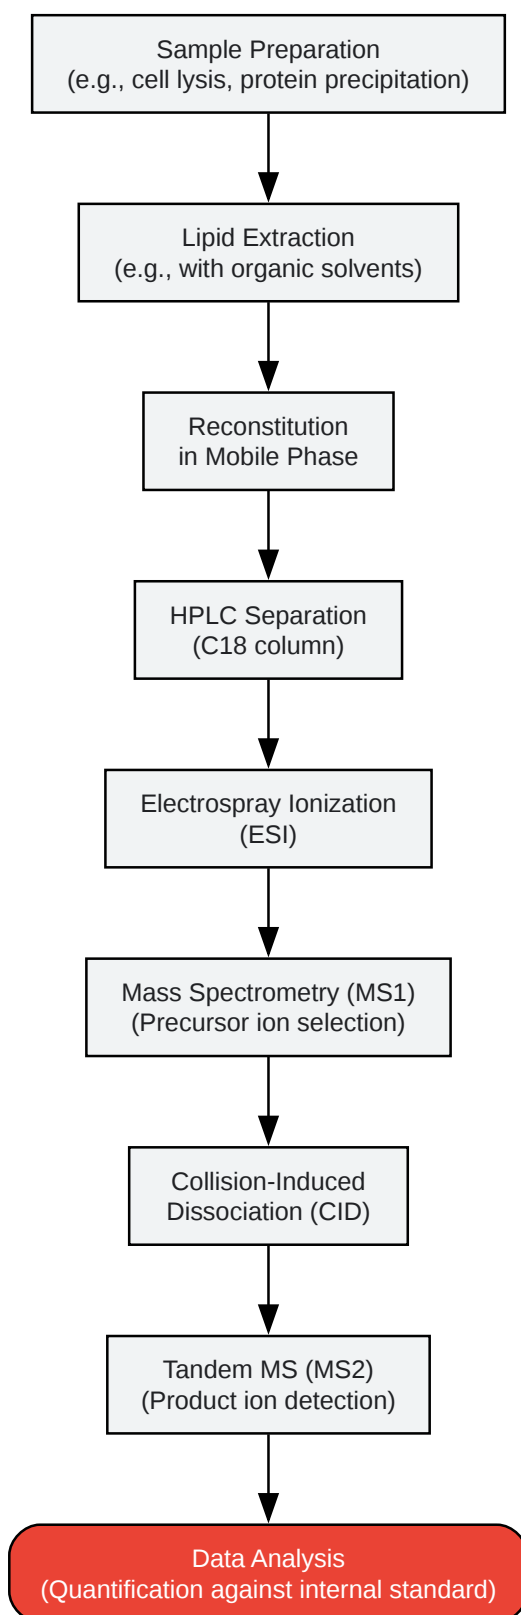 Sample Preparation
(e.g., cell lysis, protein precipitation)
Lipid Extraction
(e.g., with organic solvents)
Reconstitution
in Mobile Phase
HPLC Separation
(C18 column)
Electrospray Ionization
(ESI)
Mass Spectrometry (MS1)
(Precursor ion selection)
Collision-Induced
Dissociation (CID)
Tandem MS (MS2)
(Product ion detection)
Data Analysis
(Quantification against internal standard)